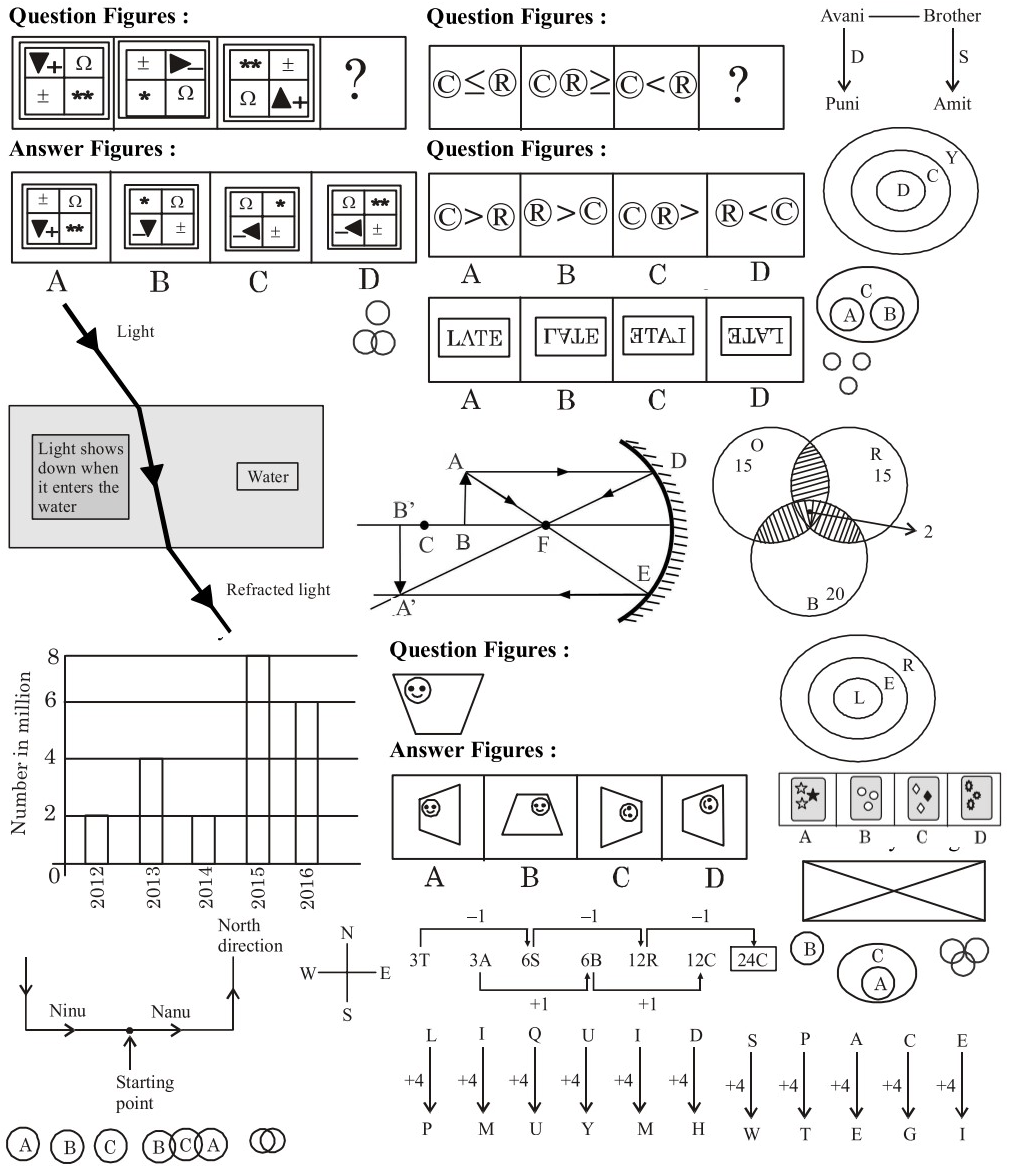 Question Figures :
+ Ω
± **
± –
* Ω
** ±
Ω +
?
Answer Figures :
± Ω
+ **
* Ω
– ±
Ω *
– ±
Ω **
– ±
A B C D
Question Figures :
Ⓒ≤Ⓡ ⒸⓇ≥ Ⓒ<Ⓡ ?
Question Figures :
Ⓒ>Ⓡ Ⓡ>Ⓒ ⒸⓇ> Ⓡ<Ⓒ
A B C D
LΛTE
A B C D
Avani Brother
D S
Puni Amit
Y
C
D
C
A B
Light
Light shows
down when
it enters the
water
Water
Refracted light
A D
B'
C B F
E
A'
O R
15 15
2
B 20
Number in million
8
6
4
2
0
2012 2013 2014 2015 2016
Question Figures :
Answer Figures :
A B C D
R
E
L
A B C D
B
C
A
–1 –1 –1
3T 3A 6S 6B 12R 12C 24C
+1 +1
North
direction
N
W E
S
Ninu Nanu
Starting
point
L I Q U I D S P A C E
+4 +4 +4 +4 +4 +4 +4 +4 +4 +4 +4
P M U Y M H W T E G I
A B C B C A